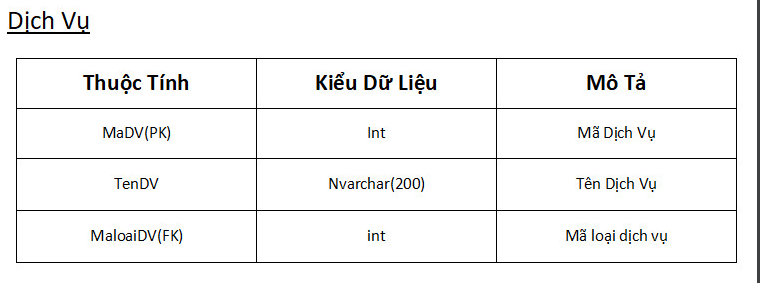 Dịch Vụ
Thuộc Tính Kiểu Dữ Liệu Mô Tả
MaDV(PK) Int Mã Dịch Vụ
TenDV Nvarchar(200) Tên Dịch Vụ
MaloaiDV(FK) int Mã loại dịch vụ